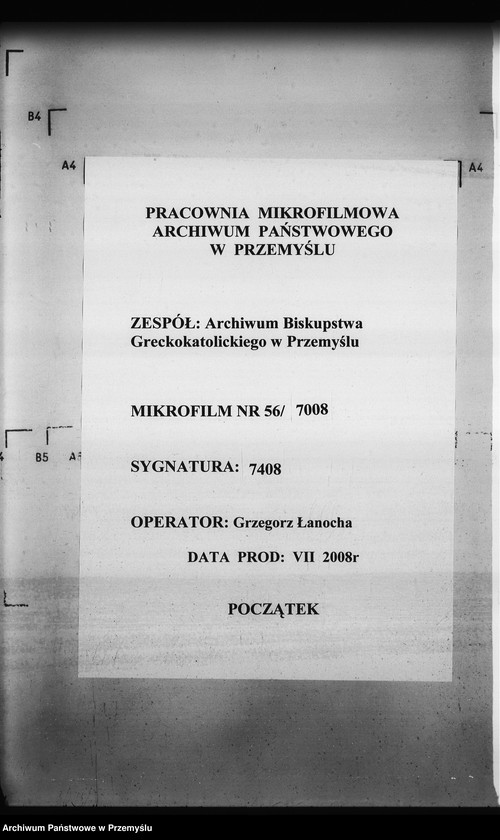 B4
A4
A4
PRACOWNIA MIKROFILMOWA
ARCHIWUM PAŃSTWOWEGO
W PRZEMYŚLU
ZESPÓŁ: Archiwum Biskupstwa
Greckokatolickiego w Przemyślu
MIKROFILM NR 56/ 7008
B5
SYGNATURA: 7408
OPERATOR: Grzegorz Łanocha
DATA PROD: VII 2008r
POCZĄTEK
Archiwum Państwowe w Przemyślu